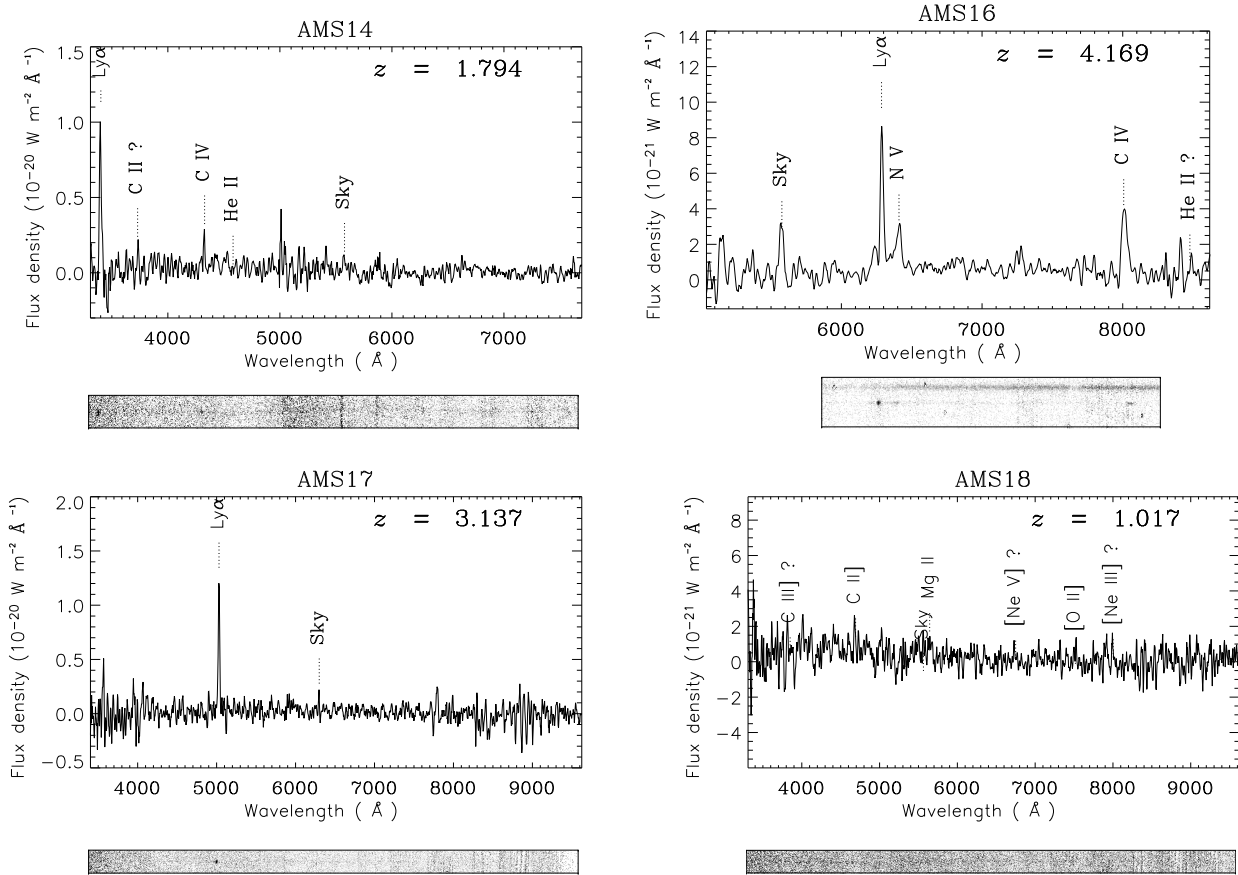 AMS14
z = 1.794
Lyα
C II ?
C IV
He II
Sky
1.5
1.0
0.5
0.0
Flux density (10⁻²⁰ W m⁻² Å⁻¹)
4000 5000 6000 7000
Wavelength ( Å )
AMS16
z = 4.169
Sky
Lyα
N V
C IV
He II ?
14
12
10
8
6
4
2
0
Flux density (10⁻²¹ W m⁻² Å⁻¹)
6000 7000 8000
Wavelength ( Å )
AMS17
z = 3.137
Lyα
Sky
2.0
1.5
1.0
0.5
0.0
−0.5
Flux density (10⁻²⁰ W m⁻² Å⁻¹)
4000 5000 6000 7000 8000 9000
Wavelength ( Å )
AMS18
z = 1.017
C III] ?
C II]
Sky
Mg II
[Ne V] ?
[O II]
[Ne III] ?
8
6
4
2
0
−2
−4
Flux density (10⁻²¹ W m⁻² Å⁻¹)
4000 5000 6000 7000 8000 9000
Wavelength ( Å )